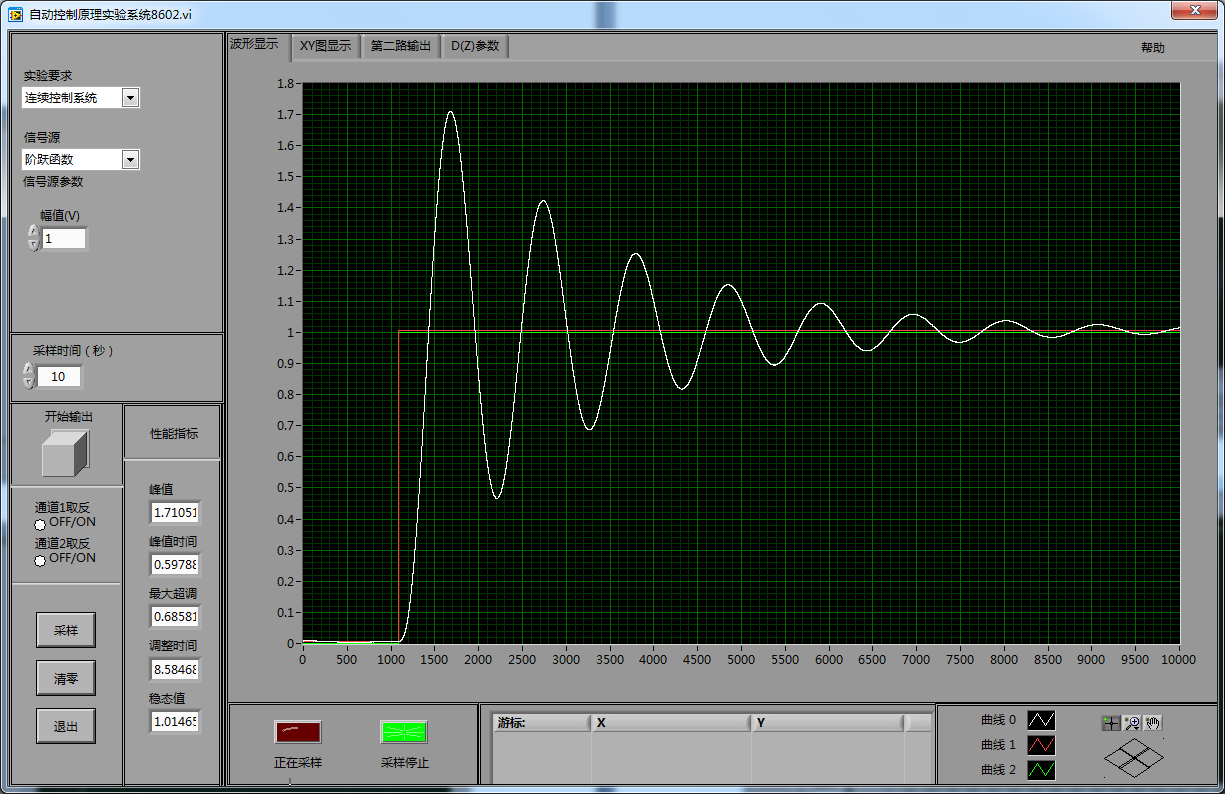 自动控制原理实验系统8602.vi
波形显示 XY图显示 第二路输出 D(Z)参数 帮助
实验要求
连续控制系统
信号源
阶跃函数
信号源参数
幅值(V)
1
采样时间（秒）
10
开始输出
性能指标
通道1取反
OFF/ON
通道2取反
OFF/ON
采样
清零
退出
峰值
1.71051
峰值时间
0.59788
最大超调
0.68581
调整时间
8.58468
稳态值
1.01465
1.8
1.7
1.6
1.5
1.4
1.3
1.2
1.1
1
0.9
0.8
0.7
0.6
0.5
0.4
0.3
0.2
0.1
0
0 500 1000 1500 2000 2500 3000 3500 4000 4500 5000 5500 6000 6500 7000 7500 8000 8500 9000 9500 10000
正在采样 采样停止
游标: X Y
曲线 0
曲线 1
曲线 2